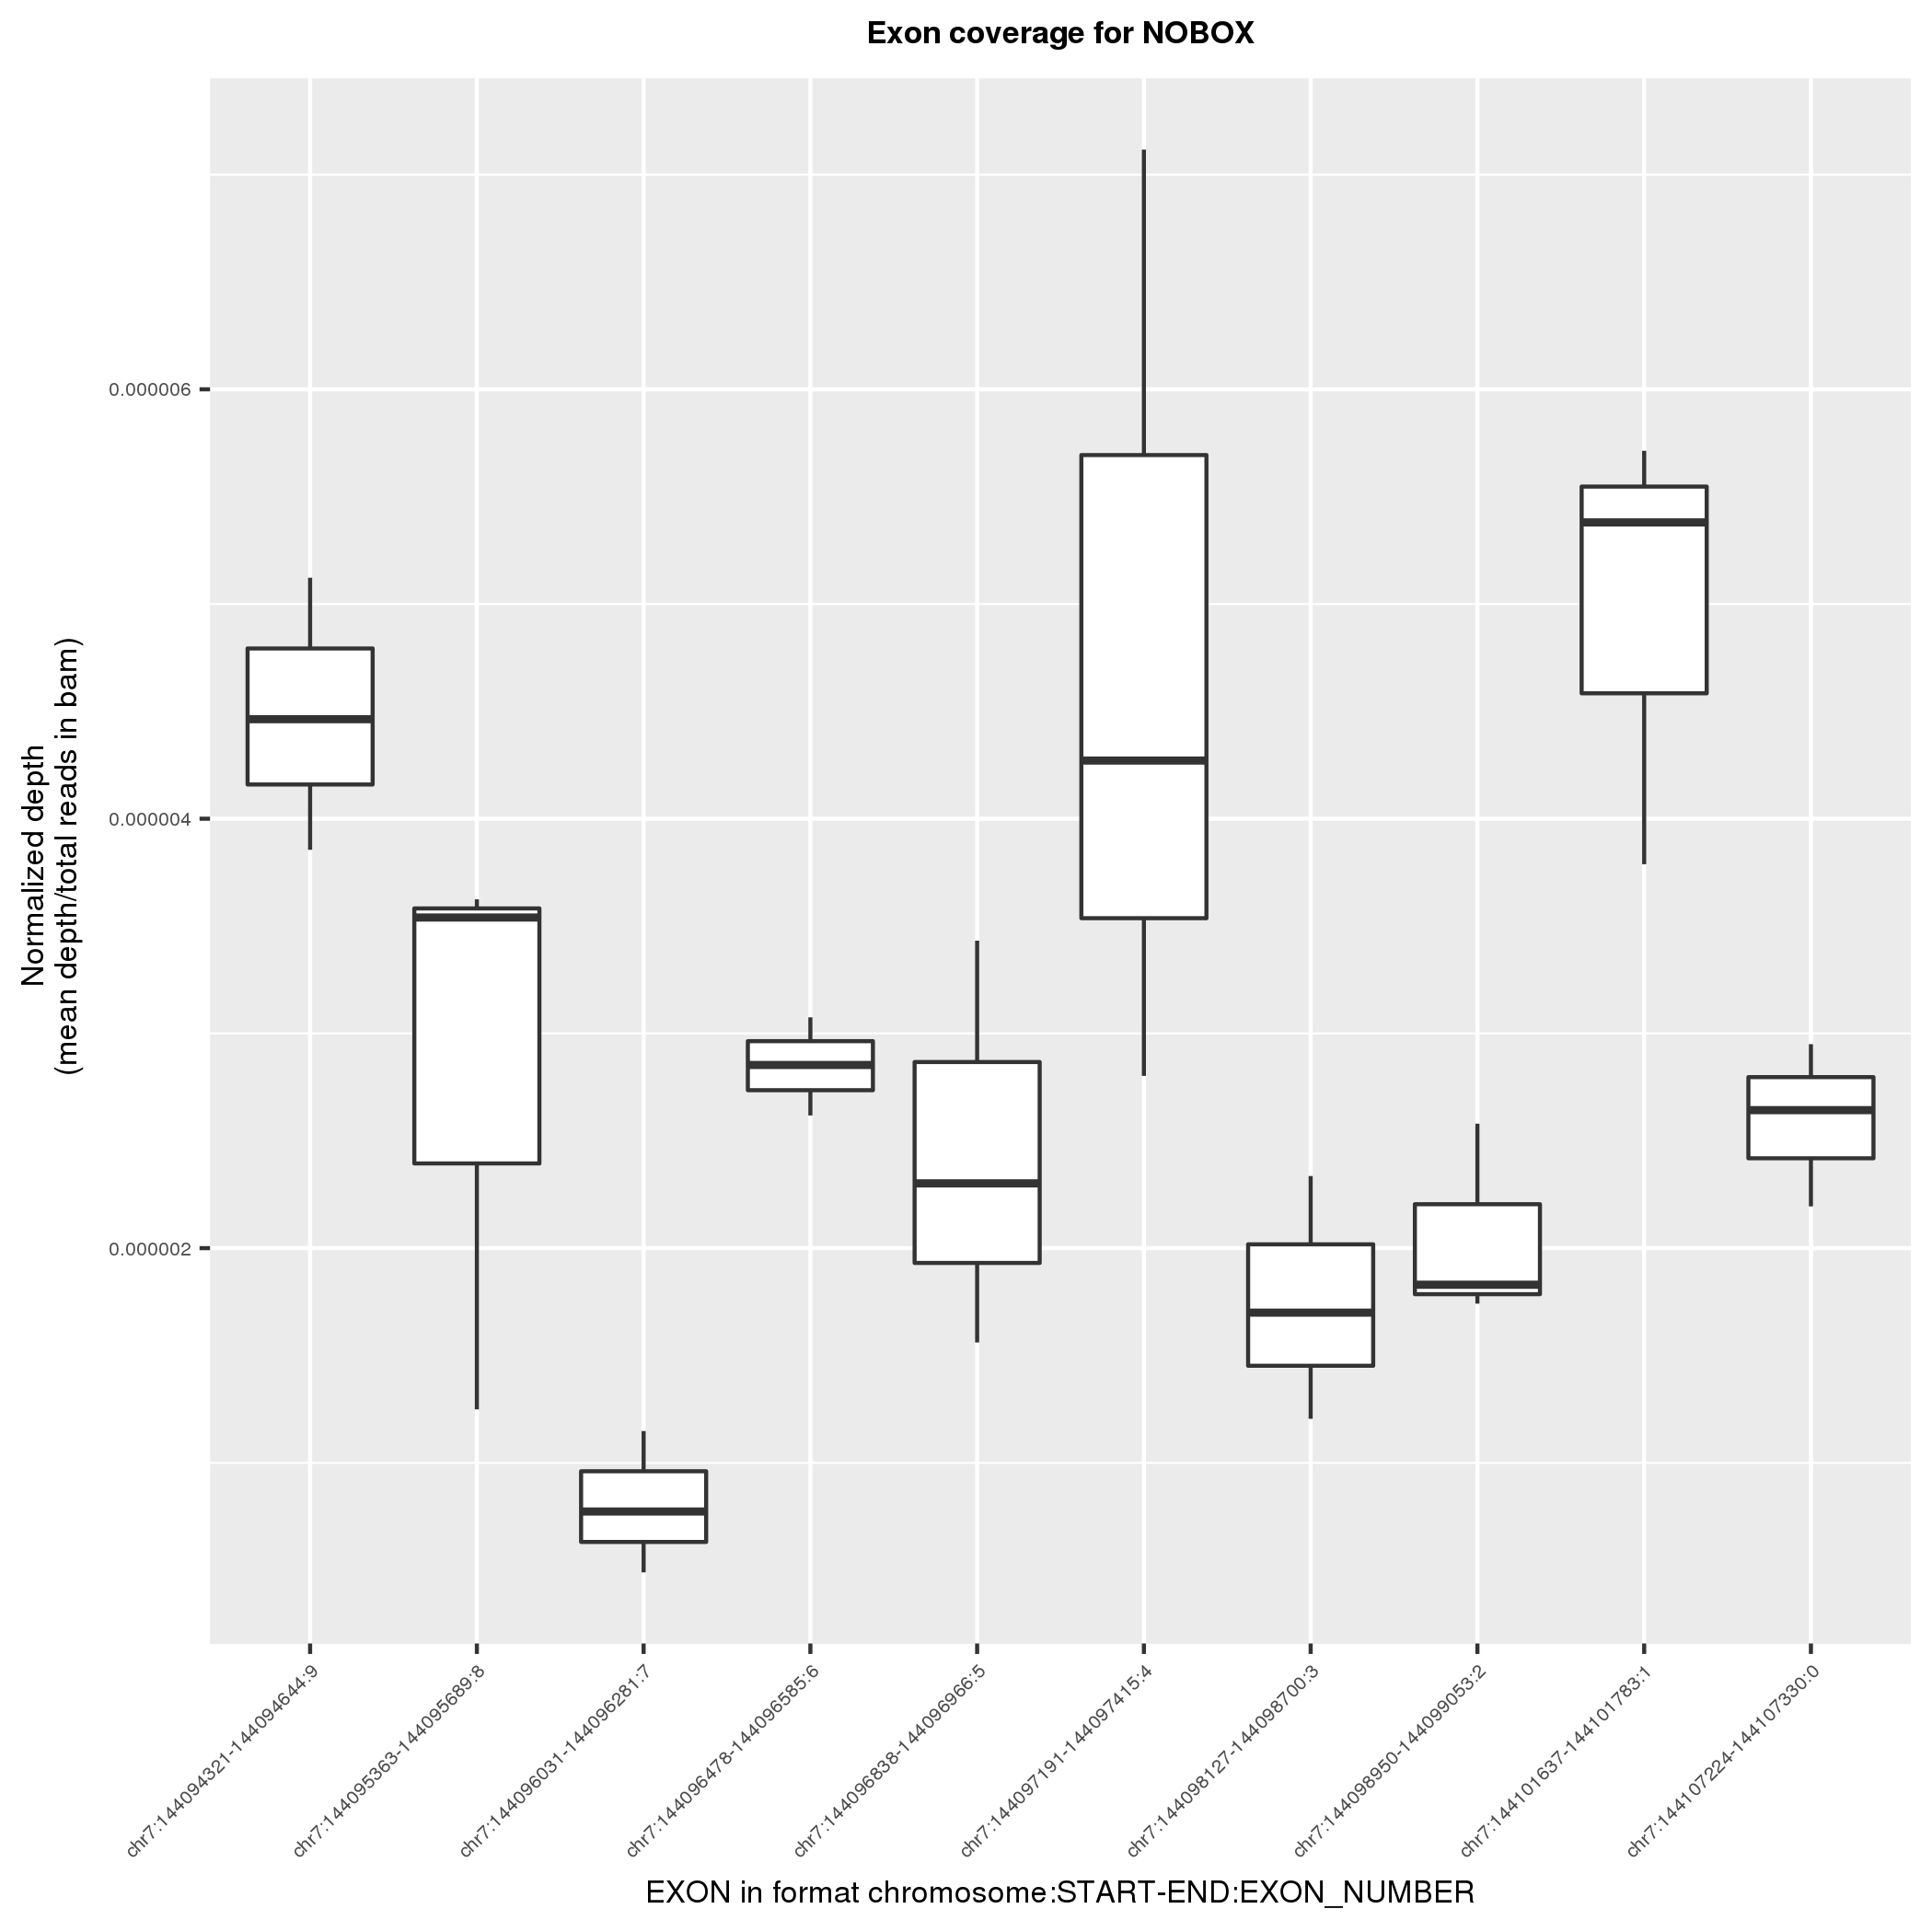 Exon coverage for NOBOX
Normalized depth
(mean depth/total reads in bam)
0.000006
0.000004
0.000002
chr7:144094321-144094644:9
chr7:144095363-144095689:8
chr7:144096031-144096281:7
chr7:144096478-144096585:6
chr7:144096838-144096966:5
chr7:144097191-144097415:4
chr7:144098127-144098700:3
chr7:144098950-144099053:2
chr7:144101637-144101783:1
chr7:144107224-144107330:0
EXON in format chromosome:START-END:EXON_NUMBER